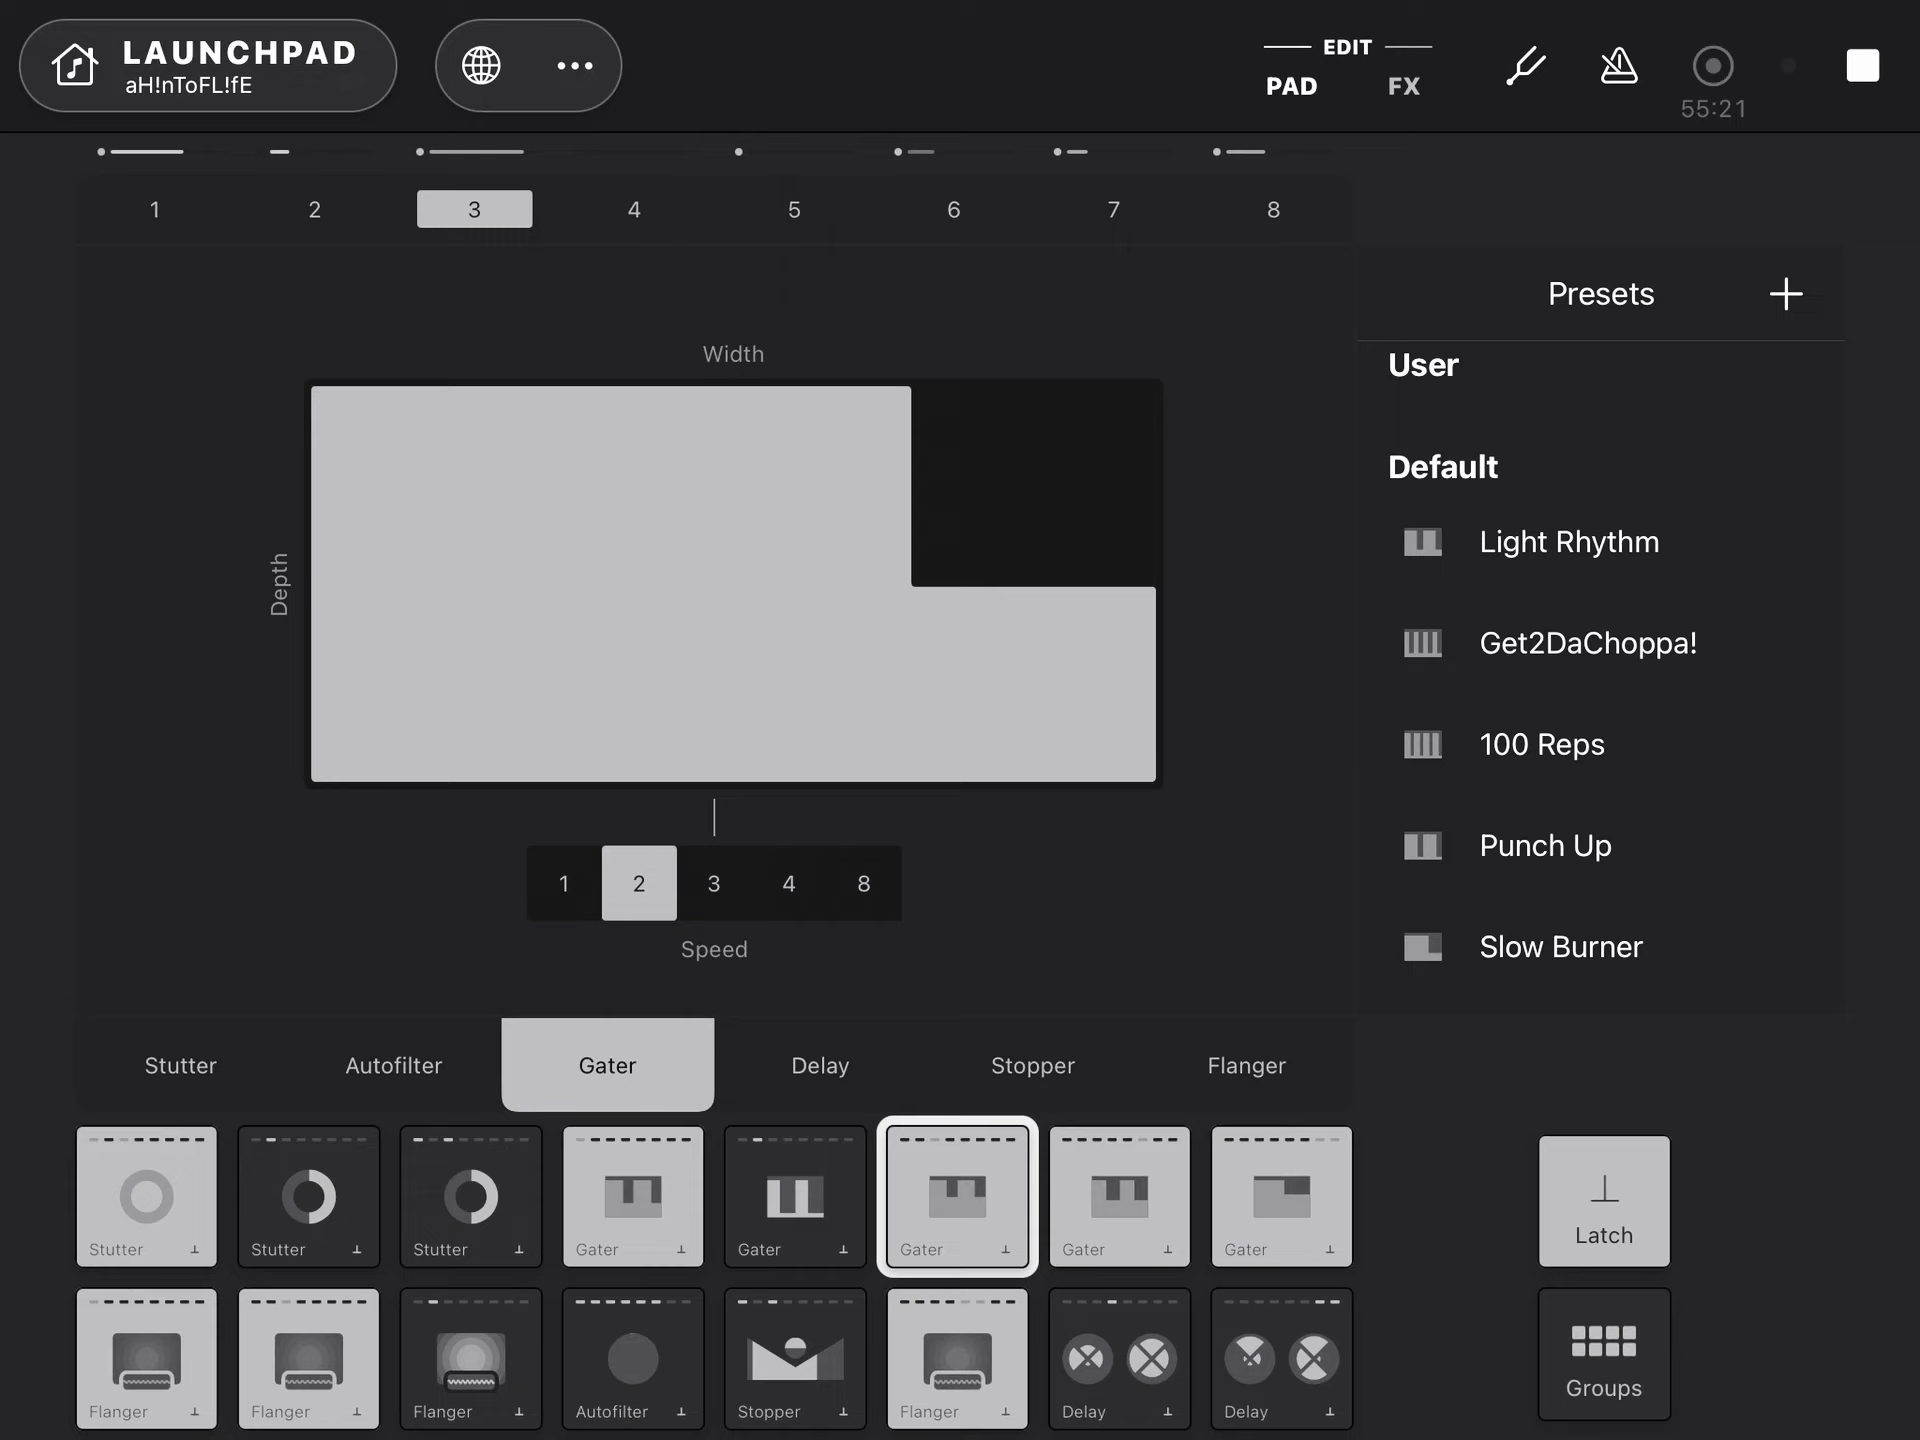 LAUNCHPAD
aH!nToFL!fE
EDIT
PAD FX
55:21
1 2 3 4 5 6 7 8
Presets
Width
Depth
User
Default
Light Rhythm
Get2DaChoppa!
100 Reps
Punch Up
Slow Burner
1 2 3 4 8
Speed
Stutter Autofilter Gater Delay Stopper Flanger
Stutter Stutter Stutter Gater Gater Gater Gater Gater
Latch
Flanger Flanger Flanger Autofilter Stopper Flanger Delay Delay
Groups